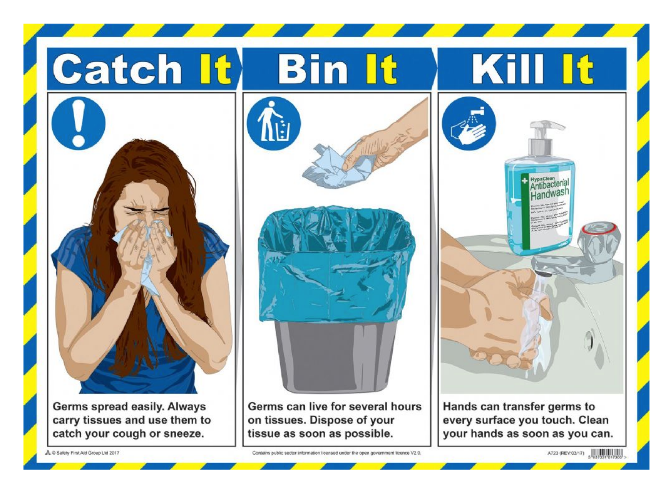 Catch It
Bin It
Kill It
HypaClean
Antibacterial
Handwash
Germs spread easily. Always
carry tissues and use them to
catch your cough or sneeze.
Germs can live for several hours
on tissues. Dispose of your
tissue as soon as possible.
Hands can transfer germs to
every surface you touch. Clean
your hands as soon as you can.
© Safety First Aid Group Ltd 2017
Contains public sector information licensed under the open government licence V2.0.